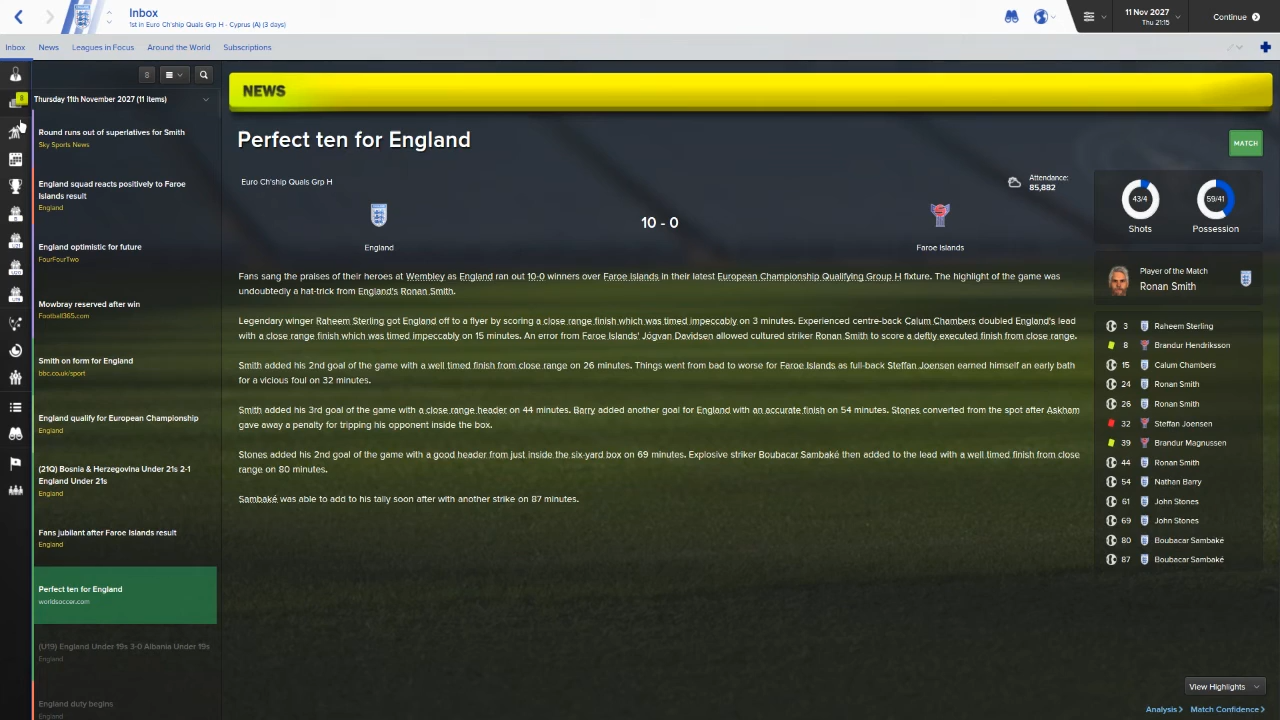 Inbox
1st in Euro Ch'ship Quals Grp H - Cyprus (A) (3 days)
11 Nov 2027
Thu 21:15
Continue
Inbox
News
Leagues in Focus
Around the World
Subscriptions
8
8
Thursday 11th November 2027 (11 items)
Round runs out of superlatives for Smith
Sky Sports News
England squad reacts positively to Faroe
Islands result
England
England optimistic for future
FourFourTwo
Mowbray reserved after win
Football365.com
Smith on form for England
bbc.co.uk/sport
England qualify for European Championship
England
(21Q) Bosnia & Herzegovina Under 21s 2-1
England Under 21s
England
Fans jubilant after Faroe Islands result
England
Perfect ten for England
worldsoccer.com
(U19) England Under 19s 3-0 Albania Under 19s
England
England duty begins
England
NEWS
Perfect ten for England
MATCH
Euro Ch'ship Quals Grp H
Attendance:
85,882
England
10 - 0
Faroe Islands
Fans sang the praises of their heroes at Wembley as England ran out 10-0 winners over Faroe Islands in their latest European Championship Qualifying Group H fixture. The highlight of the game was
undoubtedly a hat-trick from England's Ronan Smith.
Legendary winger Raheem Sterling got England off to a flyer by scoring a close range finish which was timed impeccably on 3 minutes. Experienced centre-back Calum Chambers doubled England's lead
with a close range finish which was timed impeccably on 15 minutes. An error from Faroe Islands' Jógvan Davidsen allowed cultured striker Ronan Smith to score a deftly executed finish from close range.
Smith added his 2nd goal of the game with a well timed finish from close range on 26 minutes. Things went from bad to worse for Faroe Islands as full-back Steffan Joensen earned himself an early bath
for a vicious foul on 32 minutes.
Smith added his 3rd goal of the game with a close range header on 44 minutes. Barry added another goal for England with an accurate finish on 54 minutes. Stones converted from the spot after Askham
gave away a penalty for tripping his opponent inside the box.
Stones added his 2nd goal of the game with a good header from just inside the six-yard box on 69 minutes. Explosive striker Boubacar Sambaké then added to the lead with a well timed finish from close
range on 80 minutes.
Sambaké was able to add to his tally soon after with another strike on 87 minutes.
43/4
Shots
59/41
Possession
Player of the Match
Ronan Smith
3 Raheem Sterling
8 Brandur Hendriksson
15 Calum Chambers
24 Ronan Smith
26 Ronan Smith
32 Steffan Joensen
39 Brandur Magnussen
44 Ronan Smith
54 Nathan Barry
61 John Stones
69 John Stones
80 Boubacar Sambaké
87 Boubacar Sambaké
View Highlights
Analysis
Match Confidence